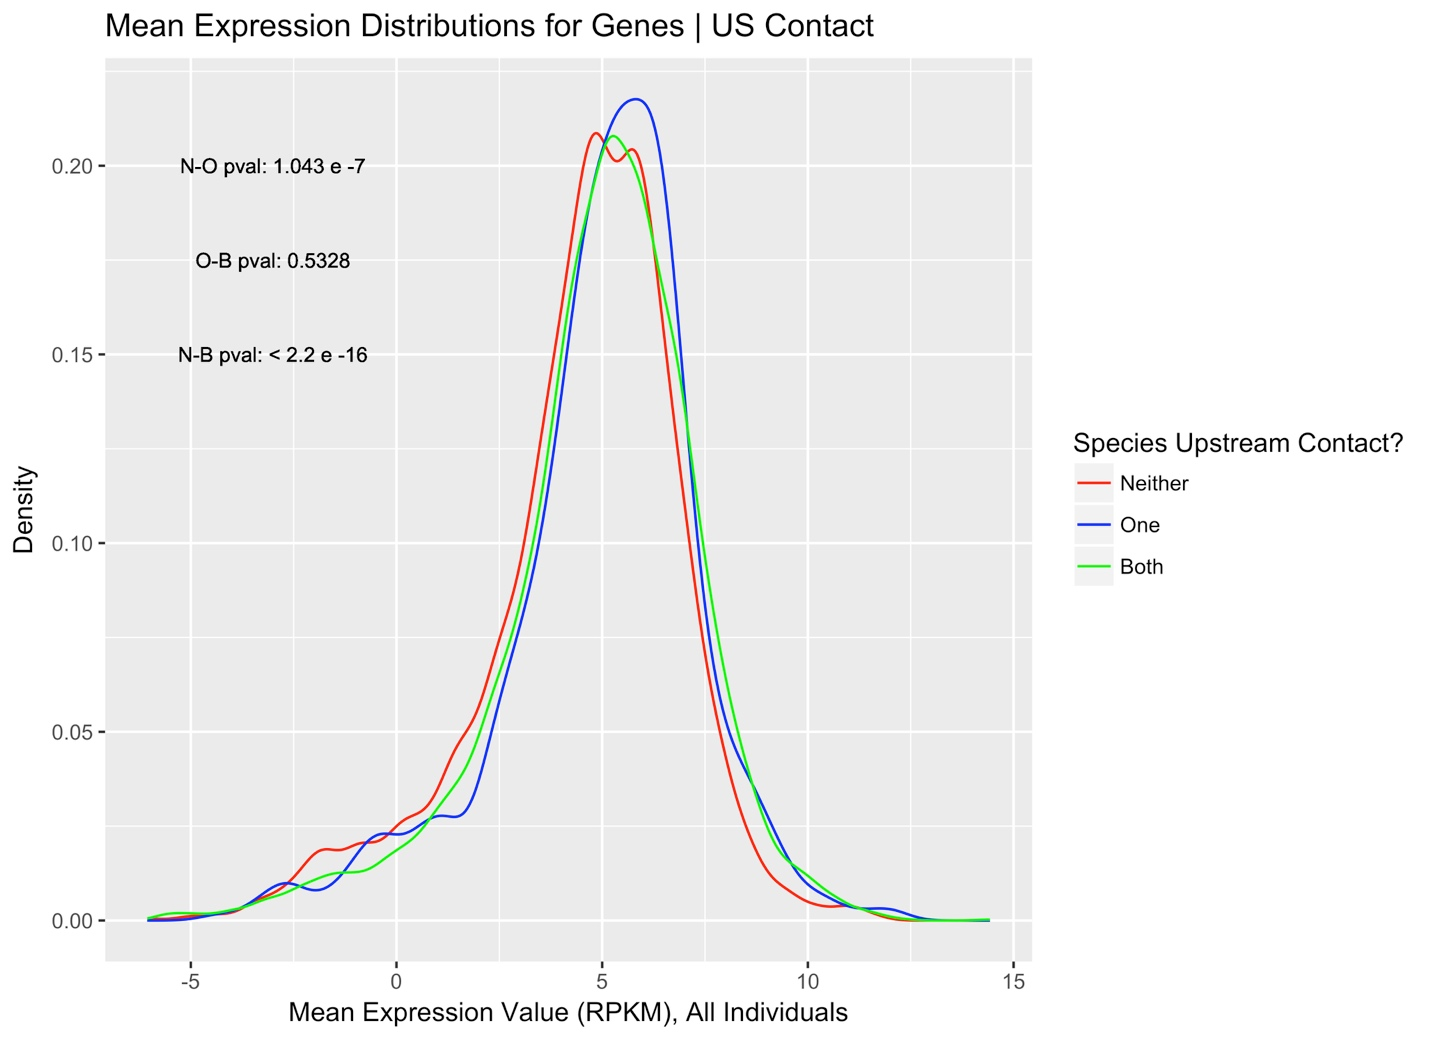 Mean Expression Distributions for Genes | US Contact
N-O pval: 1.043 e -7
O-B pval: 0.5328
N-B pval: < 2.2 e -16
0.20
0.15
0.10
0.05
0.00
Density
-5 0 5 10 15
Mean Expression Value (RPKM), All Individuals
Species Upstream Contact?
Neither
One
Both